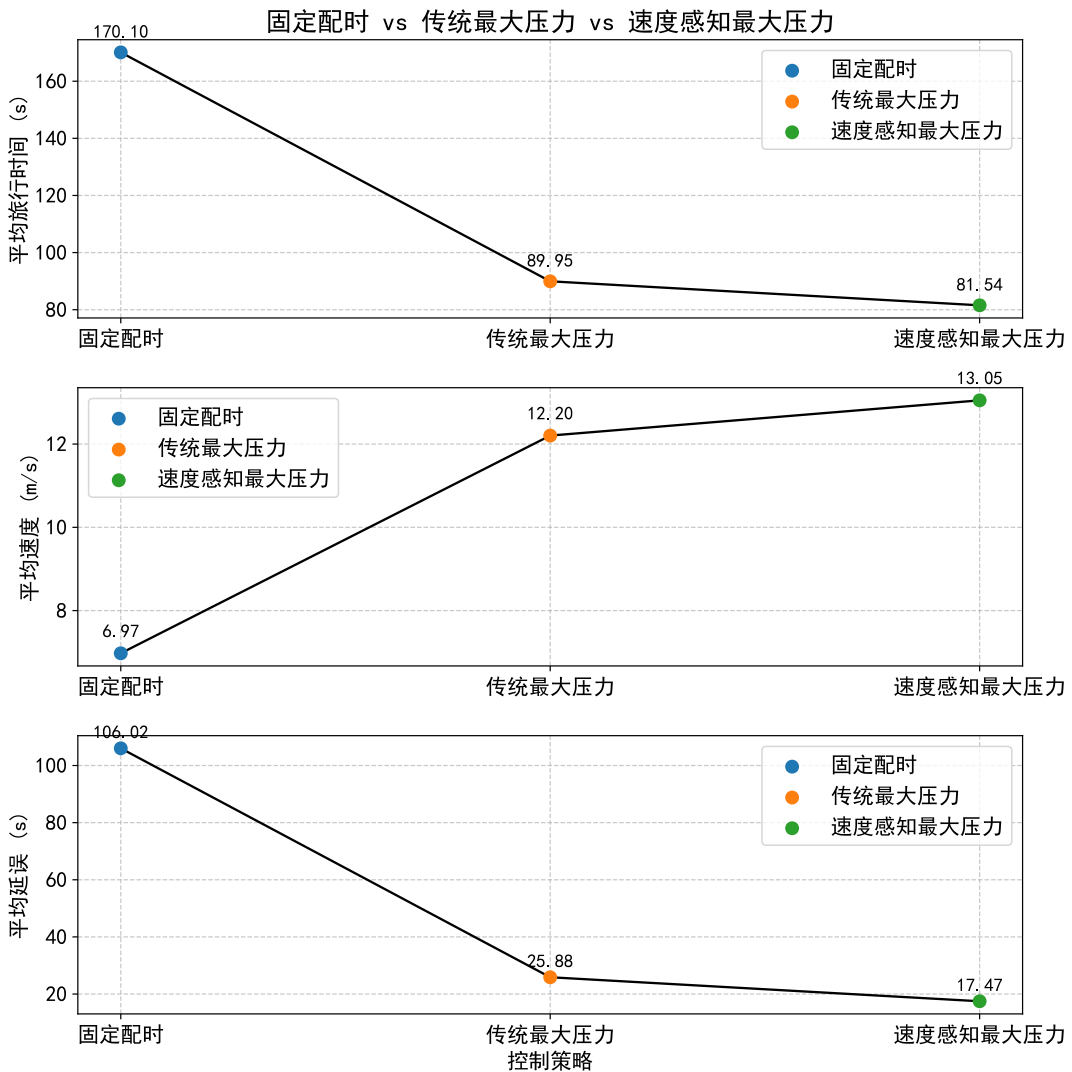 固定配时 vs 传统最大压力 vs 速度感知最大压力
170.10
89.95
81.54
固定配时
传统最大压力
速度感知最大压力
平均旅行时间 (s)
160
140
120
100
80
固定配时
传统最大压力
速度感知最大压力
13.05
12.20
6.97
固定配时
传统最大压力
速度感知最大压力
平均速度 (m/s)
12
10
8
固定配时
传统最大压力
速度感知最大压力
106.02
25.88
17.47
固定配时
传统最大压力
速度感知最大压力
平均延误 (s)
100
80
60
40
20
固定配时
传统最大压力
速度感知最大压力
控制策略